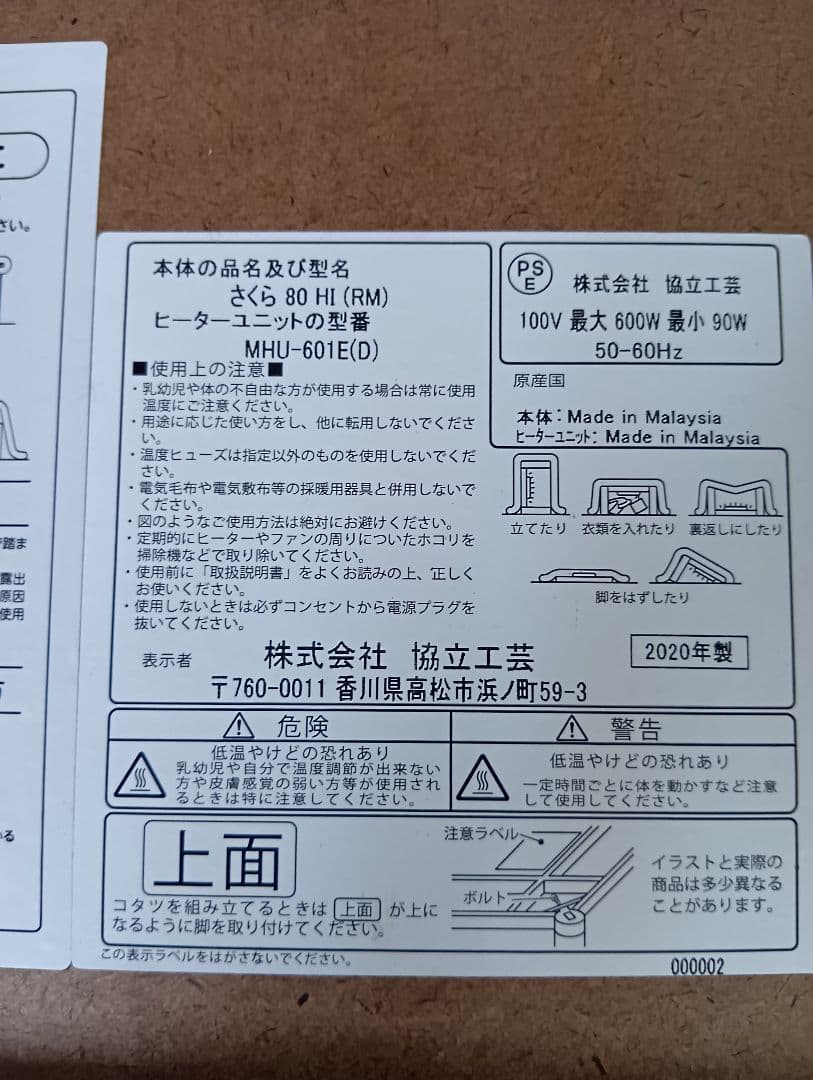 さい。
踏ま
露出
原因
使用
本体の品名及び型名
さくら 80 HI (RM)
ヒーターユニットの型番
MHU-601E(D)
■使用上の注意■
・乳幼児や体の不自由な方が使用する場合は常に使用
温度にご注意ください。
・用途に応じた使い方をし、他に転用しないでくださ
い。
・温度ヒューズは指定以外のものを使用しないでくだ
さい。
・電気毛布や電気敷布等の採暖用器具と併用しないで
ください。
・図のようなご使用方法は絶対にお避けください。
・定期的にヒーターやファンの周りについたホコリを
掃除機などで取り除いてください。
・使用前に「取扱説明書」をよくお読みの上、正しく
お使いください。
・使用しないときは必ずコンセントから電源プラグを
抜いてください。
PS
E
株式会社 協立工芸
100V 最大 600W 最小 90W
50-60Hz
原産国
本体：Made in Malaysia
ヒーターユニット：Made in Malaysia
立てたり 衣類を入れたり 裏返しにしたり
脚をはずしたり
表示者 株式会社 協立工芸
2020年製
〒760-0011 香川県高松市浜ノ町59-3
危険
低温やけどの恐れあり
乳幼児や自分で温度調節が出来ない
方や皮膚感覚の弱い方等が使用され
るときは特に注意してください。
警告
低温やけどの恐れあり
一定時間ごとに体を動かすなど注意
して使用してください。
上面
コタツを組み立てるときは 上面 が上に
なるように脚を取り付けてください。
注意ラベル
ボルト
イラストと実際の
商品は多少異なる
ことがあります。
この表示ラベルをはがさないでください。
000002